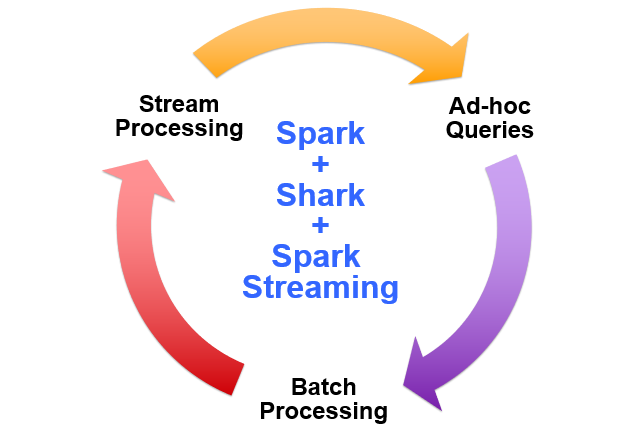 Stream
Processing
Ad-hoc
Queries
Spark
+
Shark
+
Spark
Streaming
Batch
Processing